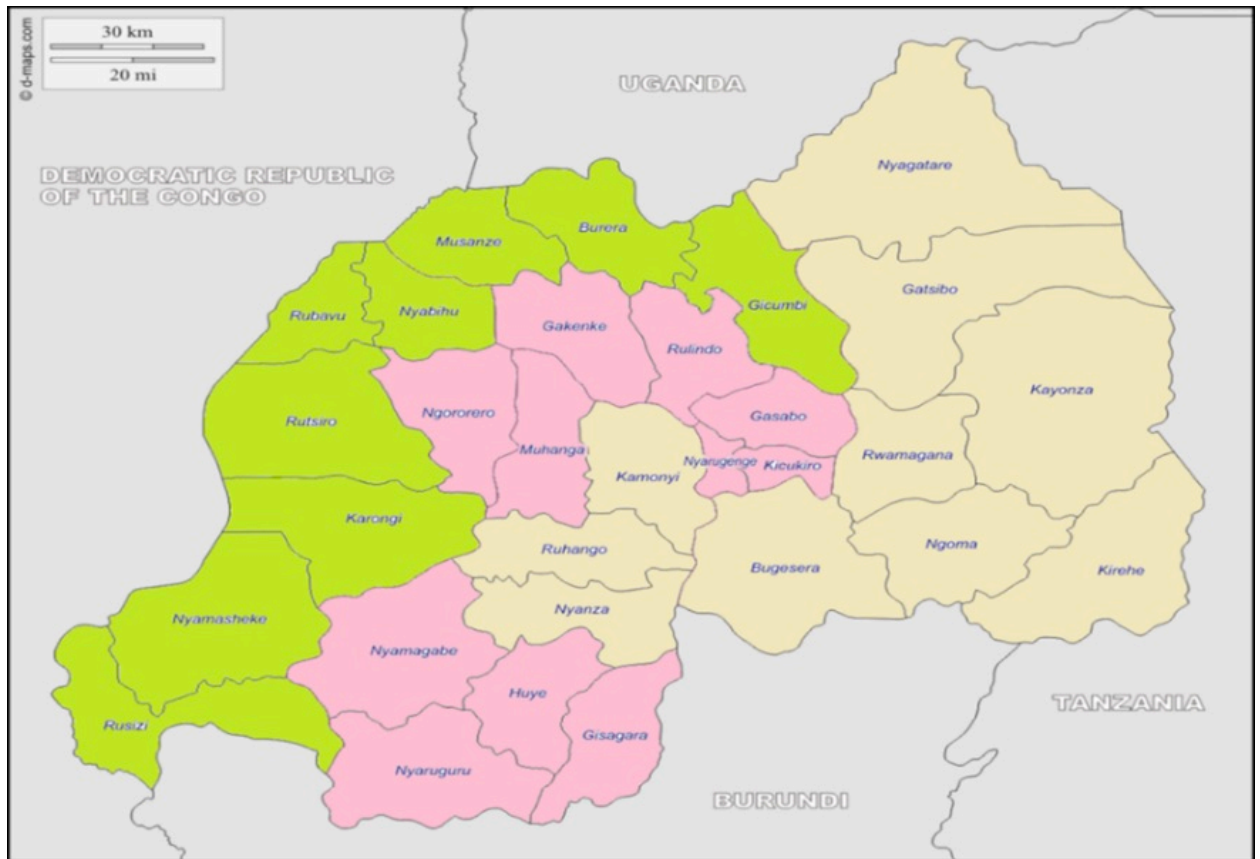 © d-maps.com
30 km
20 mi
UGANDA
DEMOCRATIC REPUBLIC
OF THE CONGO
Nyagatare
Burera
Musanze
Gatsibo
Gicumbi
Nyabihu
Rubavu
Gakenke
Rulindo
Kayonza
Ngororero
Gasabo
Rutsiro
Muhanga
Rwamagana
Nyarugenge
Kicukiro
Kamonyi
Karongi
Ruhango
Ngoma
Bugesera
Kirehe
Nyanza
Nyamasheke
Nyamagabe
Huye
TANZANIA
Rusizi
Gisagara
Nyaruguru
BURUNDI